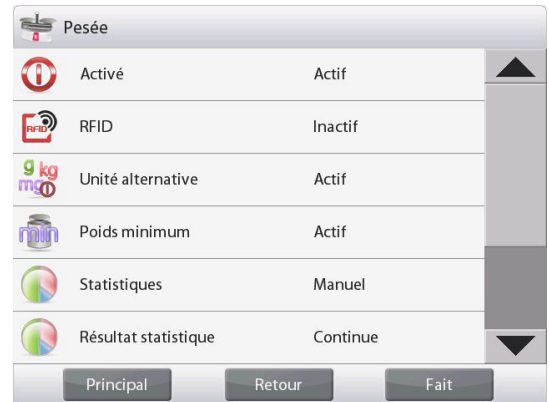 Pesée
Activé Actif
RFID RFID Inactif
g kg mg Unité alternative Actif
min Poids minimum Actif
Statistiques Manuel
Résultat statistique Continue
Principal Retour Fait